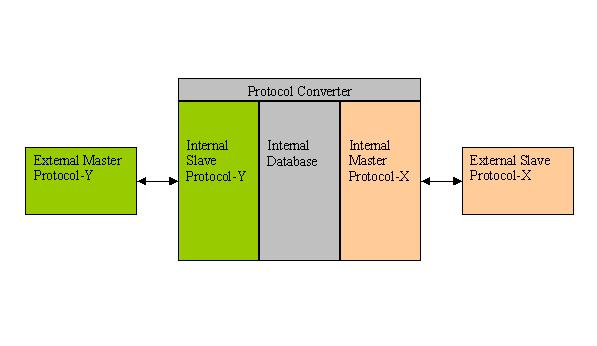 Protocol Converter
External Master
Protocol-Y
Internal
Slave
Protocol-Y
Internal
Database
Internal
Master
Protocol-X
External Slave
Protocol-X